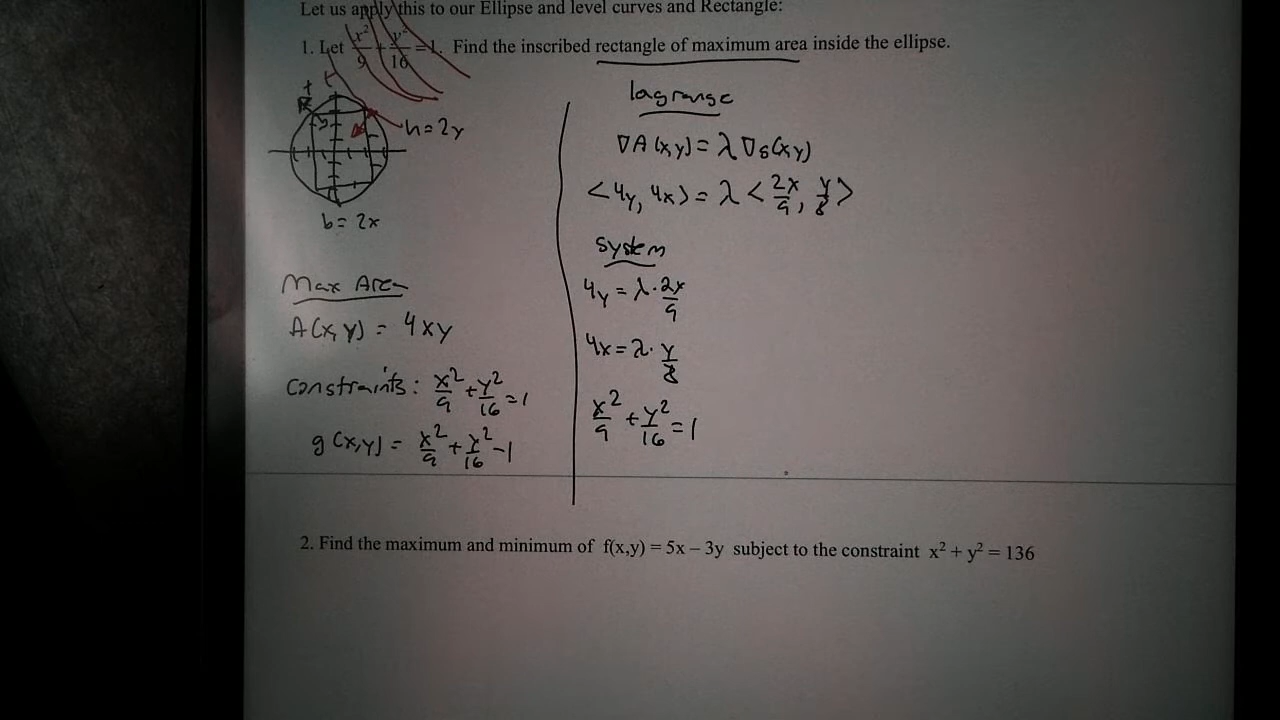 Let us apply this to our Ellipse and level curves and Rectangle:
1. Let x²/9 + y²/16 = 1. Find the inscribed rectangle of maximum area inside the ellipse.
h = 2y
b = 2x
Max Area
A(x,y) = 4xy
Constraints: x²/9 + y²/16 = 1
g(x,y) = x²/9 + y²/16 - 1
lagrange
∇A(x,y) = λ∇g(x,y)
<4y, 4x> = λ<2x/9, y/8>
system
4y = λ·2x/9
4x = λ·y/8
x²/9 + y²/16 = 1
2. Find the maximum and minimum of f(x,y) = 5x – 3y subject to the constraint x² + y² = 136